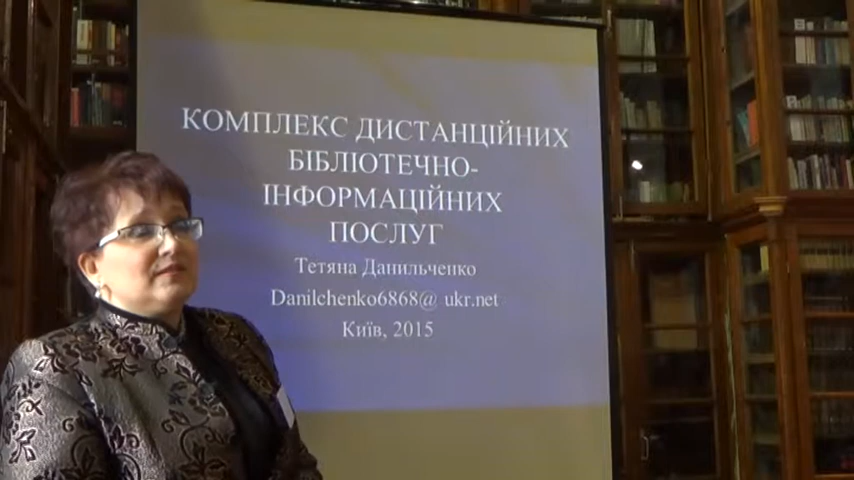 КОМПЛЕКС ДИСТАНЦІЙНИХ
БІБЛІОТЕЧНО-
ІНФОРМАЦІЙНИХ
ПОСЛУГ
Тетяна Данильченко
Danilchenko6868@ ukr.net
Київ, 2015